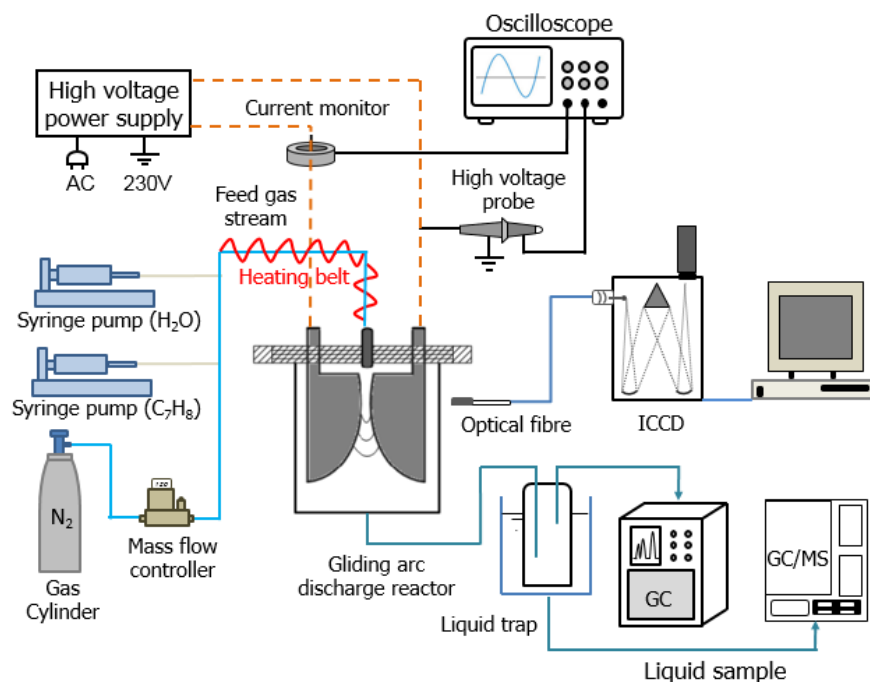 Oscilloscope
High voltage
power supply
Current monitor
AC
230V
High voltage
probe
Feed gas
stream
Heating belt
Syringe pump (H₂O)
Syringe pump (C₇H₈)
Optical fibre
ICCD
N₂
Mass flow
controller
Gas
Cylinder
Gliding arc
discharge reactor
Liquid trap
GC
GC/MS
Liquid sample